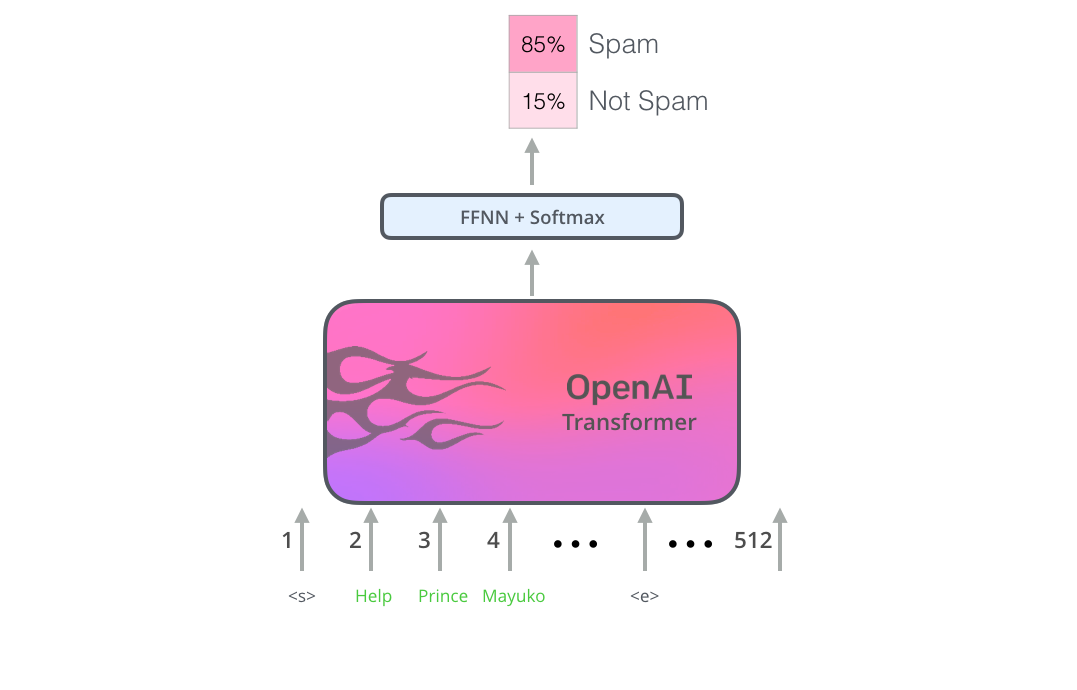 85% Spam
15% Not Spam
FFNN + Softmax
OpenAI
Transformer
1 2 3 4 ... ... 512
<s> Help Prince Mayuko <e>